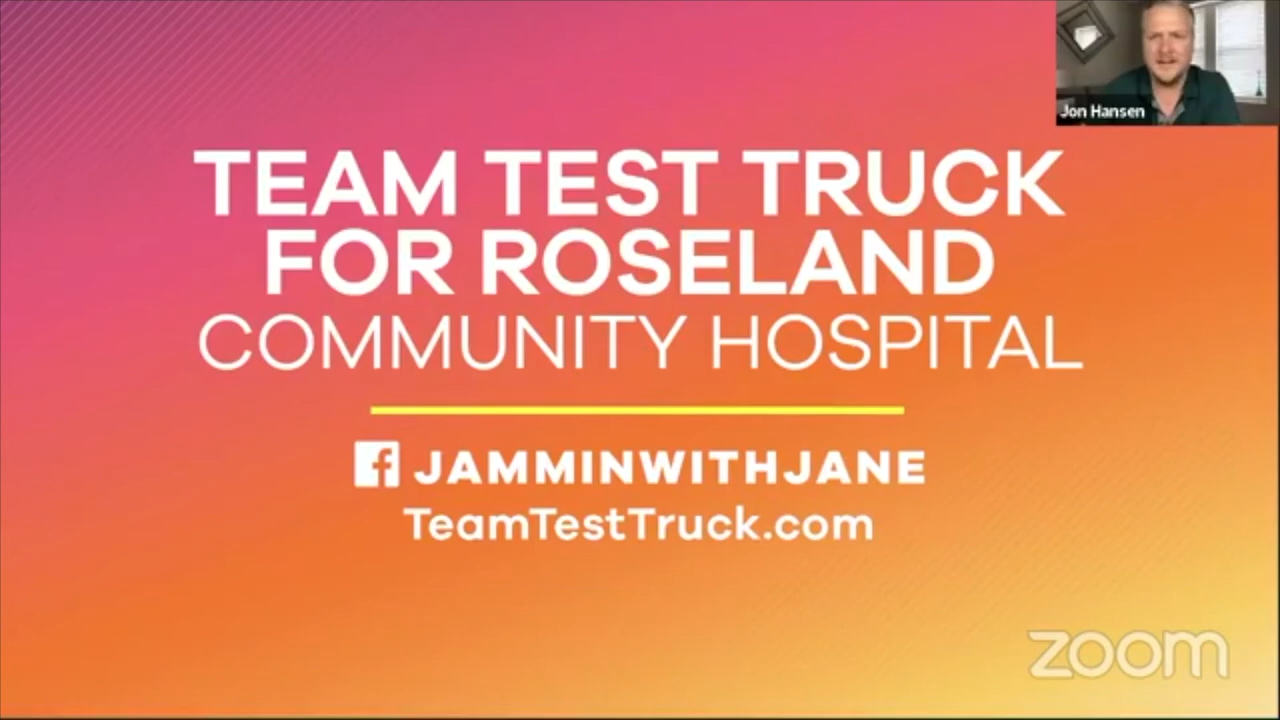 Jon Hansen
TEAM TEST TRUCK
FOR ROSELAND
COMMUNITY HOSPITAL
JAMMINWITHJANE
TeamTestTruck.com
zoom